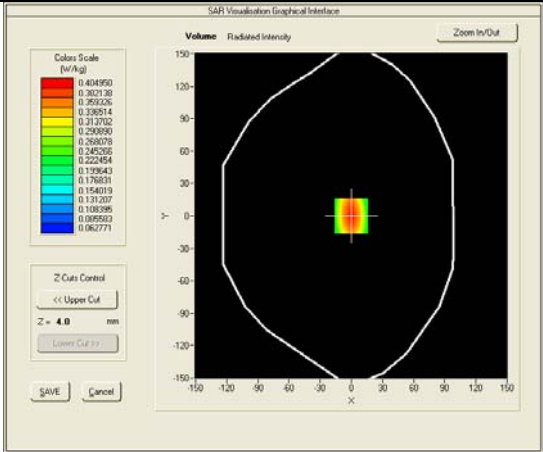 SAR Visualisation Graphical Interface
Volume Radiated Intensity
Zoom In/Out
Colors Scale
(W/kg)
0.404950
0.382138
0.359326
0.336514
0.313702
0.290890
0.268078
0.245266
0.222454
0.199643
0.176831
0.154019
0.131207
0.108395
0.085583
0.062771
Z-Cuts Control
<< Upper Cut
Z = 4.0 mm
Lower Cut >>
SAVE Cancel
150
120
90
60
30
0
-30
-60
-90
-120
-150
Y
-150 -120 -90 -60 -30 0 30 60 90 120 150
X